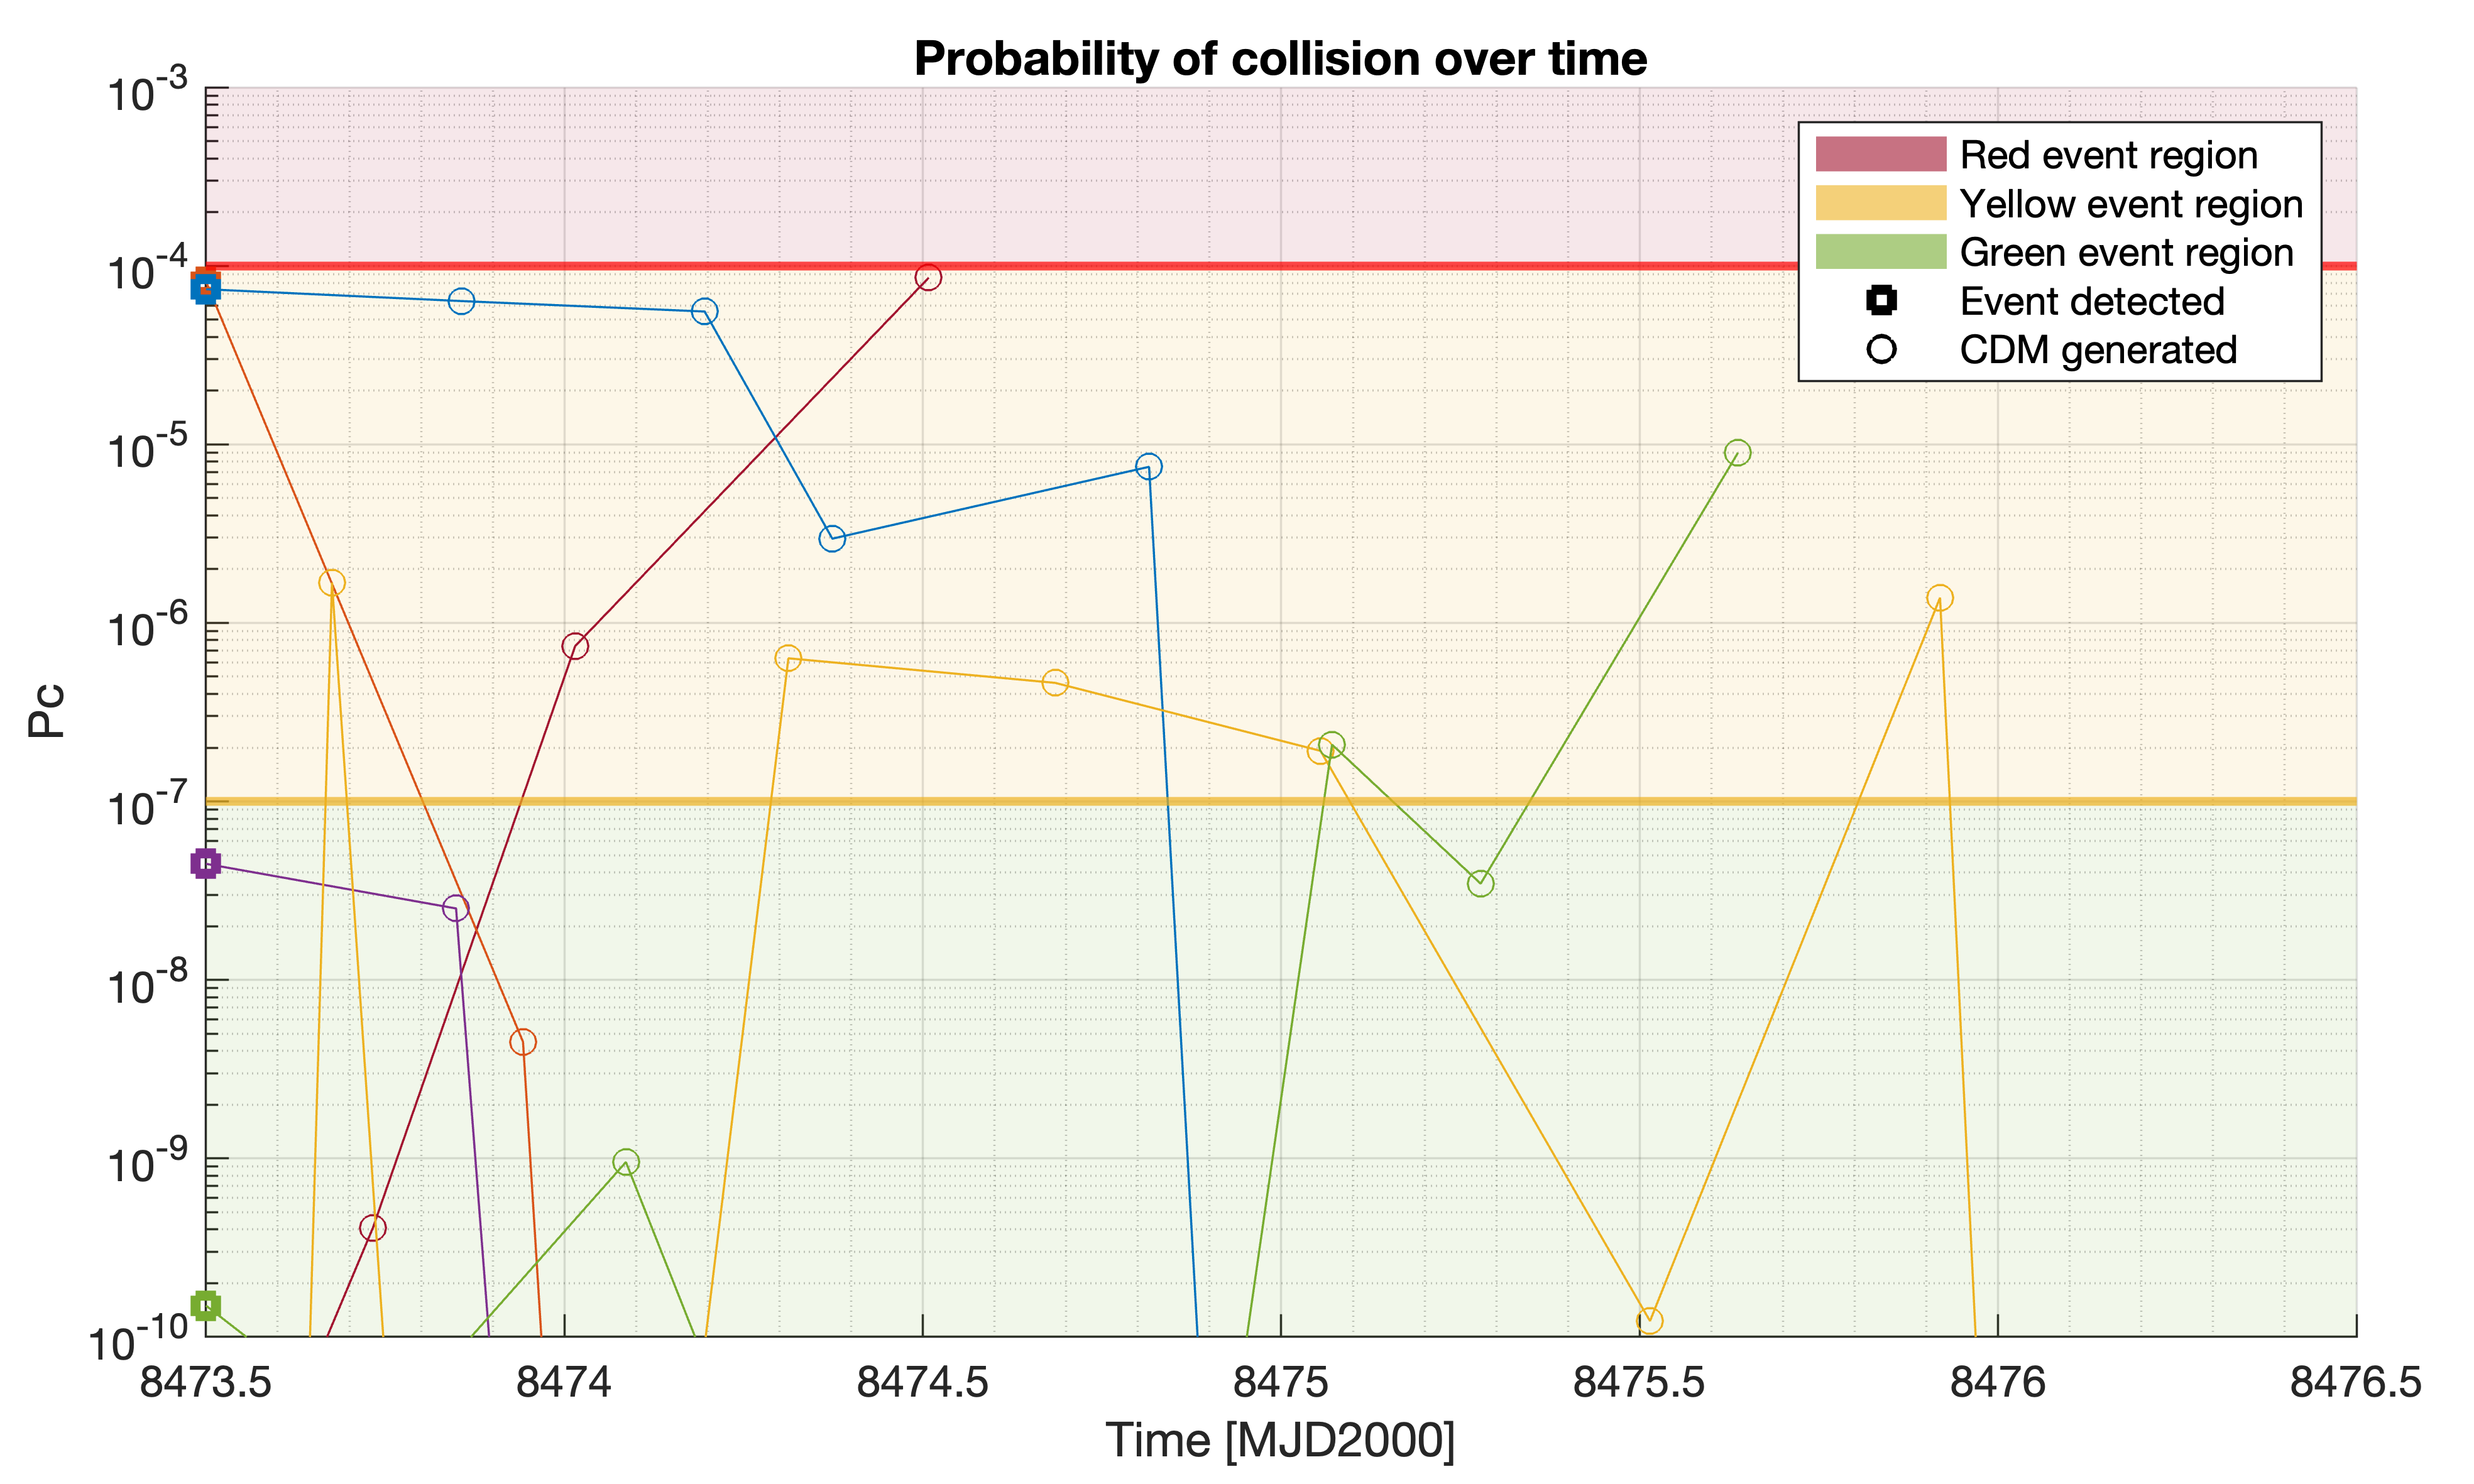 Probability of collision over time
10^-3
10^-4
10^-5
10^-6
10^-7
10^-8
10^-9
10^-10
Pc
Red event region
Yellow event region
Green event region
Event detected
CDM generated
8473.5 8474 8474.5 8475 8475.5 8476 8476.5
Time [MJD2000]